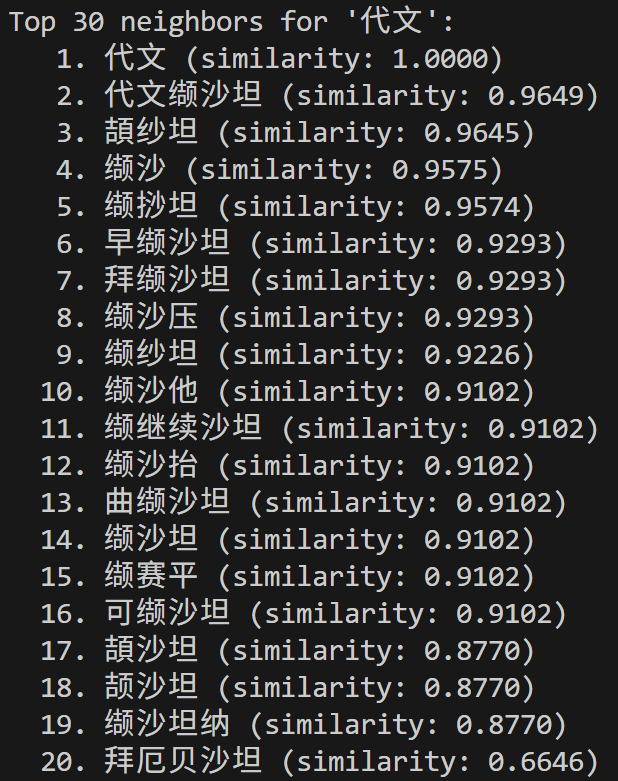 Top 30 neighbors for '代文':
1. 代文 (similarity: 1.0000)
2. 代文缬沙坦 (similarity: 0.9649)
3. 頡纱坦 (similarity: 0.9645)
4. 缬沙 (similarity: 0.9575)
5. 缬挱坦 (similarity: 0.9574)
6. 早缬沙坦 (similarity: 0.9293)
7. 拜缬沙坦 (similarity: 0.9293)
8. 缬沙压 (similarity: 0.9293)
9. 缬纱坦 (similarity: 0.9226)
10. 缬沙他 (similarity: 0.9102)
11. 缬继续沙坦 (similarity: 0.9102)
12. 缬沙抬 (similarity: 0.9102)
13. 曲缬沙坦 (similarity: 0.9102)
14. 缬沙坦 (similarity: 0.9102)
15. 缬赛平 (similarity: 0.9102)
16. 可缬沙坦 (similarity: 0.9102)
17. 頡沙坦 (similarity: 0.8770)
18. 颉沙坦 (similarity: 0.8770)
19. 缬沙坦纳 (similarity: 0.8770)
20. 拜厄贝沙坦 (similarity: 0.6646)